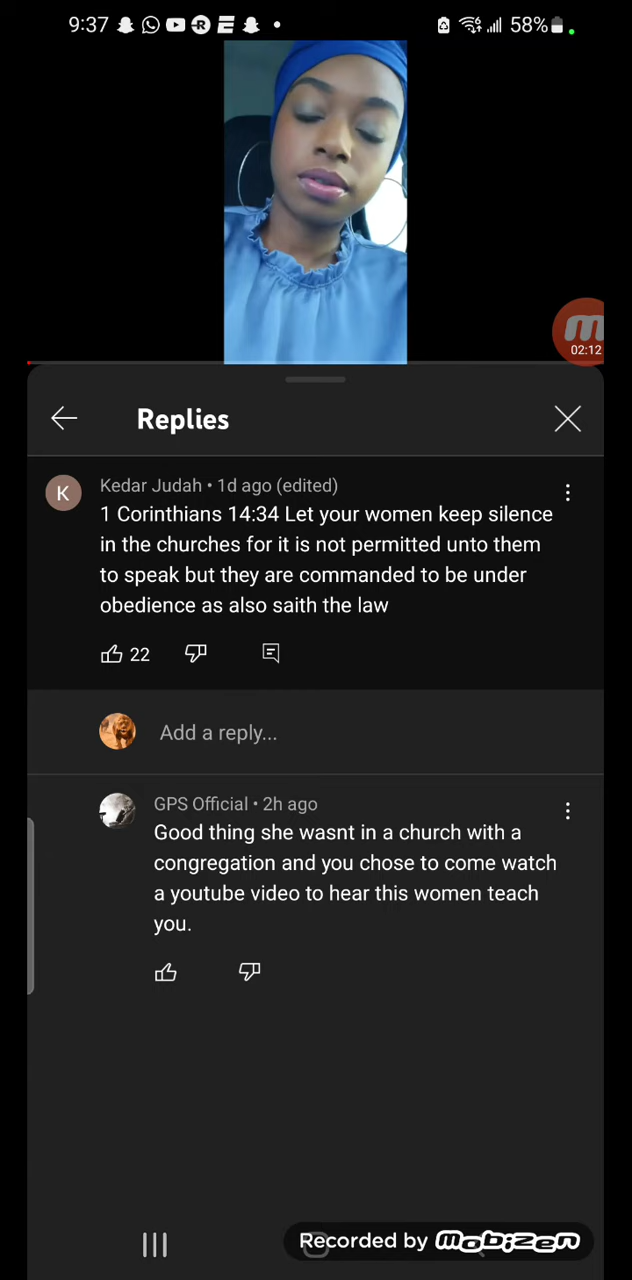 9:37
58%
02:12
Replies
K
Kedar Judah • 1d ago (edited)
1 Corinthians 14:34 Let your women keep silence
in the churches for it is not permitted unto them
to speak but they are commanded to be under
obedience as also saith the law
22
Add a reply...
GPS Official • 2h ago
Good thing she wasnt in a church with a
congregation and you chose to come watch
a youtube video to hear this women teach
you.
Recorded by mobizen